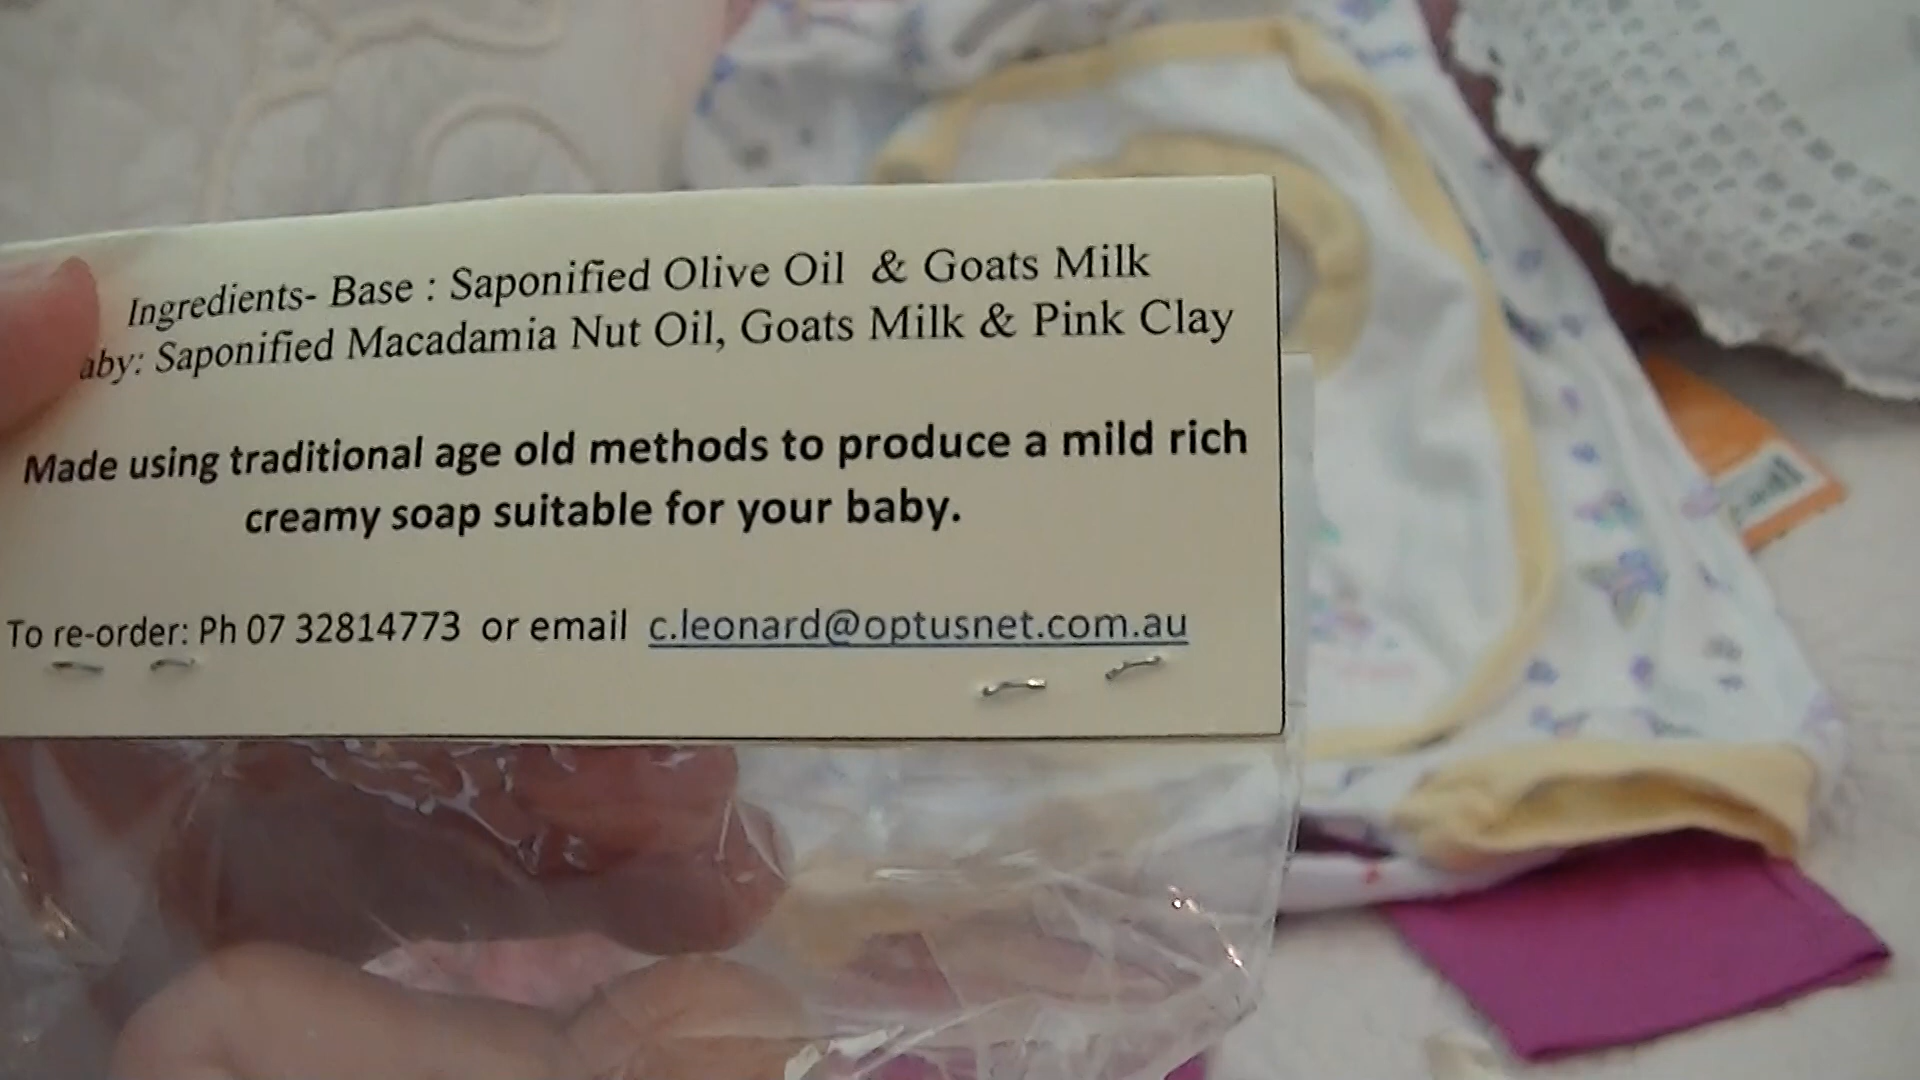 Ingredients- Base : Saponified Olive Oil & Goats Milk
aby: Saponified Macadamia Nut Oil, Goats Milk & Pink Clay
Made using traditional age old methods to produce a mild rich
creamy soap suitable for your baby.
To re-order: Ph 07 32814773 or email c.leonard@optusnet.com.au